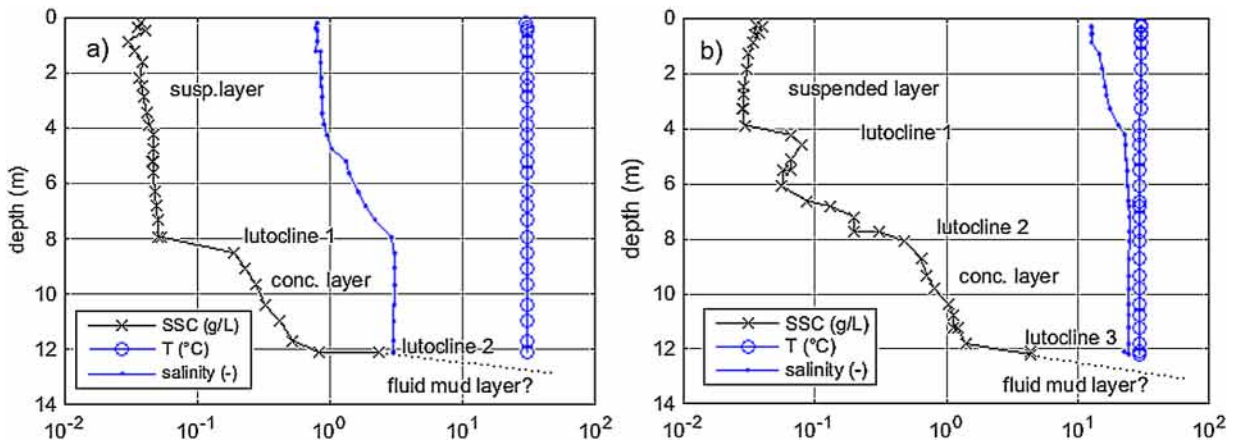 a)
depth (m)
0
2
4
6
8
10
12
14
susp.layer
lutocline 1
conc. layer
lutocline 2
fluid mud layer?
SSC (g/L)
T (°C)
salinity (-)
10^-2
10^-1
10^0
10^1
10^2
b)
depth (m)
0
2
4
6
8
10
12
14
suspended layer
lutocline 1
lutocline 2
conc. layer
lutocline 3
fluid mud layer?
SSC (g/L)
T (°C)
salinity (-)
10^-2
10^-1
10^0
10^1
10^2